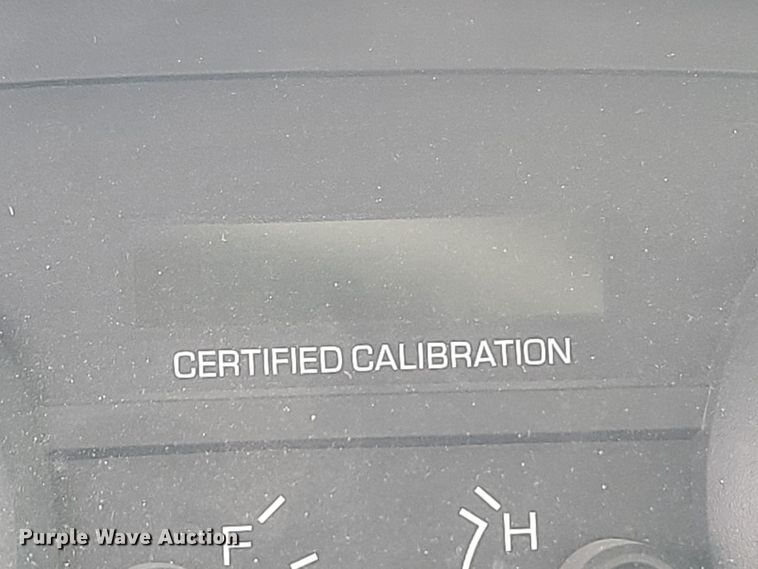 CERTIFIED CALIBRATION
F
H
Purple Wave Auction